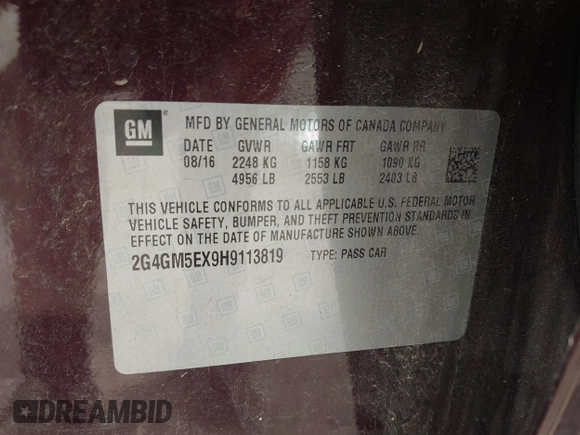 GM
MFD BY GENERAL MOTORS OF CANADA COMPANY
DATE GVWR GAWR FRT GAWR RR
08/16 2248 KG 1158 KG 1090 KG
4956 LB 2553 LB 2403 LB
THIS VEHICLE CONFORMS TO ALL APPLICABLE U.S. FEDERAL MOTOR
VEHICLE SAFETY, BUMPER, AND THEFT PREVENTION STANDARDS IN
EFFECT ON THE DATE OF MANUFACTURE SHOWN ABOVE.
2G4GM5EX9H9113819 TYPE: PASS CAR
DREAMBID